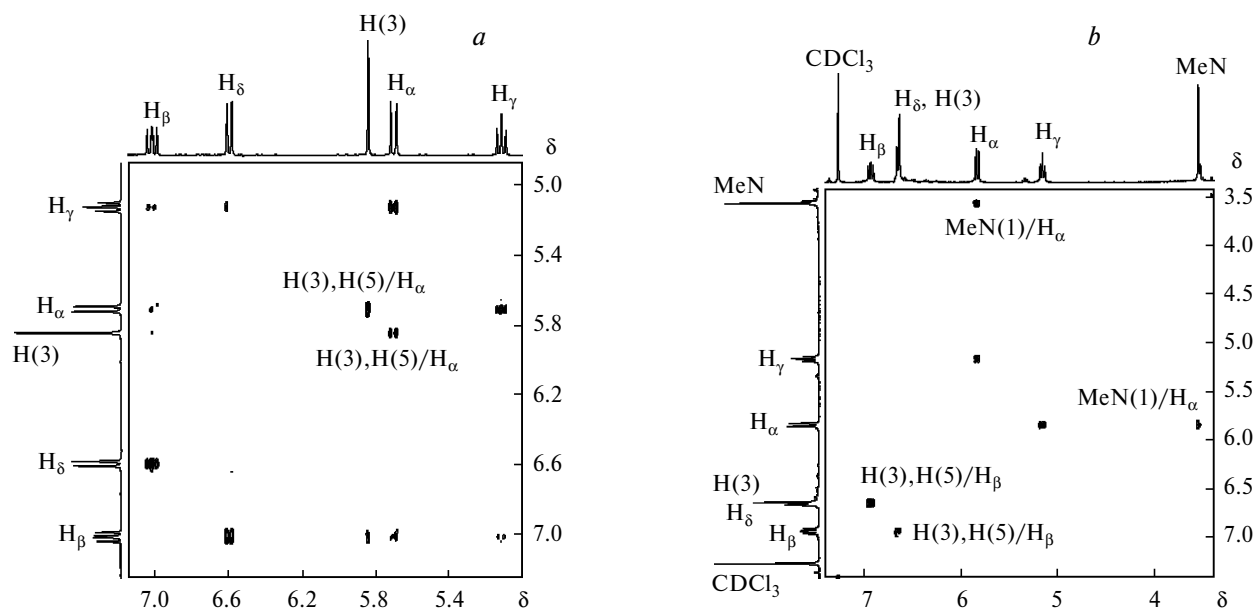 a
H(3)
Hβ
Hδ
Hα
Hγ
δ
Hγ
5.0
5.4
Hα
H(3),H(5)/Hα
5.8
H(3)
H(3),H(5)/Hα
6.2
Hδ
6.6
Hβ
7.0
7.0 6.6 6.2 5.8 5.4 δ
b
CDCl₃
MeN
Hδ, H(3)
Hβ
Hα
Hγ
δ
MeN
3.5
MeN(1)/Hα
4.0
4.5
5.0
Hγ
5.5
MeN(1)/Hα
Hα
6.0
H(3),H(5)/Hβ
H(3)
6.5
Hδ
Hβ
H(3),H(5)/Hβ
7.0
CDCl₃
7 6 5 4 δ